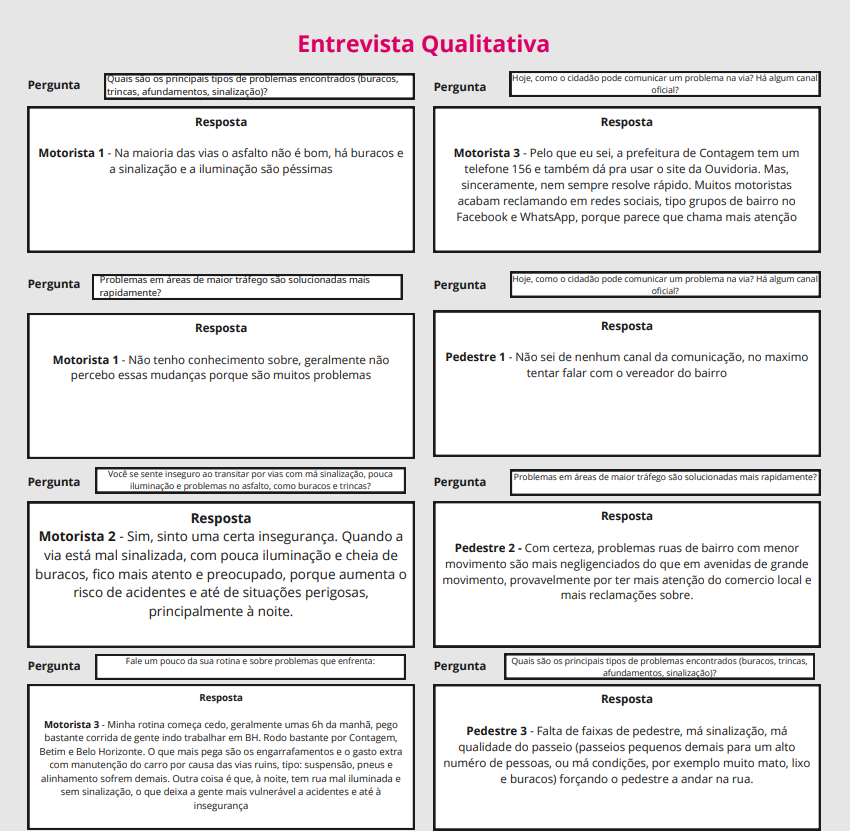 Entrevista Qualitativa
Pergunta
Quais são os principais tipos de problemas encontrados (buracos,
trincas, afundamentos, sinalização)?
Resposta
Motorista 1 - Na maioria das vias o asfalto não é bom, há buracos e
a sinalização e a iluminação são péssimas
Pergunta
Hoje, como o cidadão pode comunicar um problema na via? Há algum canal
oficial?
Resposta
Motorista 3 - Pelo que eu sei, a prefeitura de Contagem tem um
telefone 156 e também dá pra usar o site da Ouvidoria. Mas,
sinceramente, nem sempre resolve rápido. Muitos motoristas
acabam reclamando em redes sociais, tipo grupos de bairro no
Facebook e WhatsApp, porque parece que chama mais atenção
Pergunta
Problemas em áreas de maior tráfego são solucionadas mais
rapidamente?
Resposta
Motorista 1 - Não tenho conhecimento sobre, geralmente não
percebo essas mudanças porque são muitos problemas
Pergunta
Hoje, como o cidadão pode comunicar um problema na via? Há algum canal
oficial?
Resposta
Pedestre 1 - Não sei de nenhum canal da comunicação, no maximo
tentar falar com o vereador do bairro
Pergunta
Você se sente inseguro ao transitar por vias com má sinalização, pouca
iluminação e problemas no asfalto, como buracos e trincas?
Resposta
Motorista 2 - Sim, sinto uma certa insegurança. Quando a
via está mal sinalizada, com pouca iluminação e cheia de
buracos, fico mais atento e preocupado, porque aumenta o
risco de acidentes e até de situações perigosas,
principalmente à noite.
Pergunta
Problemas em áreas de maior tráfego são solucionadas mais rapidamente?
Resposta
Pedestre 2 - Com certeza, problemas ruas de bairro com menor
movimento são mais negligenciados do que em avenidas de grande
movimento, provavelmente por ter mais atenção do comercio local e
mais reclamações sobre.
Pergunta
Fale um pouco da sua rotina e sobre problemas que enfrenta:
Resposta
Motorista 3 - Minha rotina começa cedo, geralmente umas 6h da manhã, pego
bastante corrida de gente indo trabalhar em BH. Rodo bastante por Contagem,
Betim e Belo Horizonte. O que mais pega são os engarrafamentos e o gasto extra
com manutenção do carro por causa das vias ruins, tipo: suspensão, pneus e
alinhamento sofrem demais. Outra coisa é que, à noite, tem rua mal iluminada e
sem sinalização, o que deixa a gente mais vulnerável a acidentes e até à
insegurança
Pergunta
Quais são os principais tipos de problemas encontrados (buracos, trincas,
afundamentos, sinalização)?
Resposta
Pedestre 3 - Falta de faixas de pedestre, má sinalização, má
qualidade do passeio (passeios pequenos demais para um alto
numéro de pessoas, ou má condições, por exemplo muito mato, lixo
e buracos) forçando o pedestre a andar na rua.